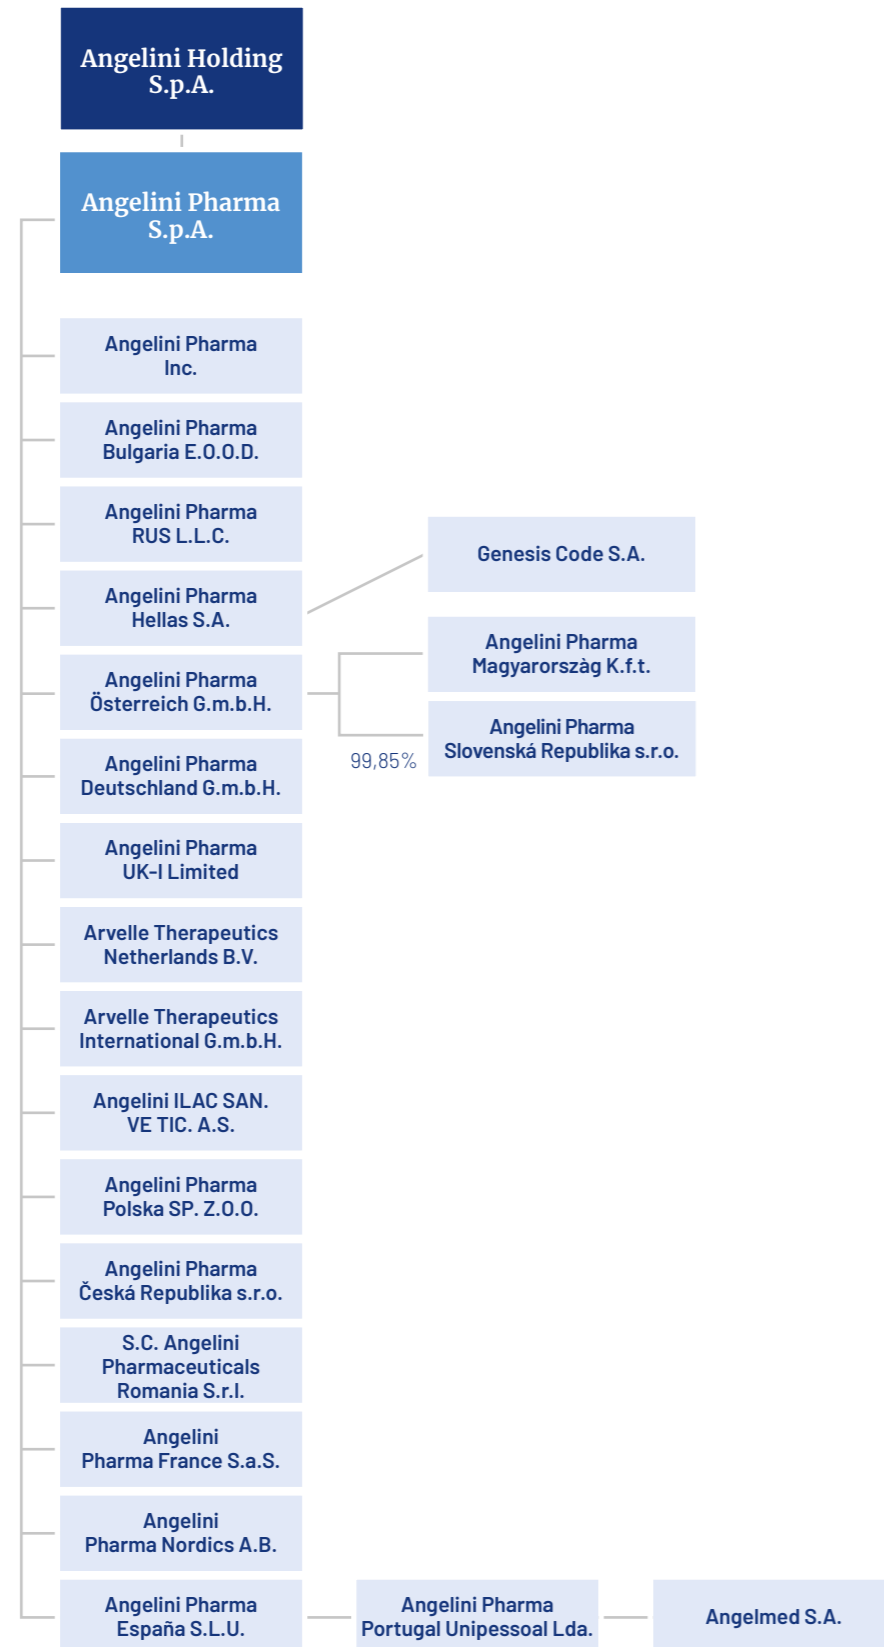 Angelini Holding
S.p.A.
Angelini Pharma
S.p.A.
Angelini Pharma
Inc.
Angelini Pharma
Bulgaria E.O.O.D.
Angelini Pharma
RUS L.L.C.
Angelini Pharma
Hellas S.A.
Genesis Code S.A.
Angelini Pharma
Österreich G.m.b.H.
Angelini Pharma
Magyarorszàg K.f.t.
Angelini Pharma
Slovenská Republika s.r.o.
99,85%
Angelini Pharma
Deutschland G.m.b.H.
Angelini Pharma
UK-I Limited
Arvelle Therapeutics
Netherlands B.V.
Arvelle Therapeutics
International G.m.b.H.
Angelini ILAC SAN.
VE TIC. A.S.
Angelini Pharma
Polska SP. Z.O.O.
Angelini Pharma
Česká Republika s.r.o.
S.C. Angelini
Pharmaceuticals
Romania S.r.l.
Angelini
Pharma France S.a.S.
Angelini
Pharma Nordics A.B.
Angelini Pharma
España S.L.U.
Angelini Pharma
Portugal Unipessoal Lda.
Angelmed S.A.